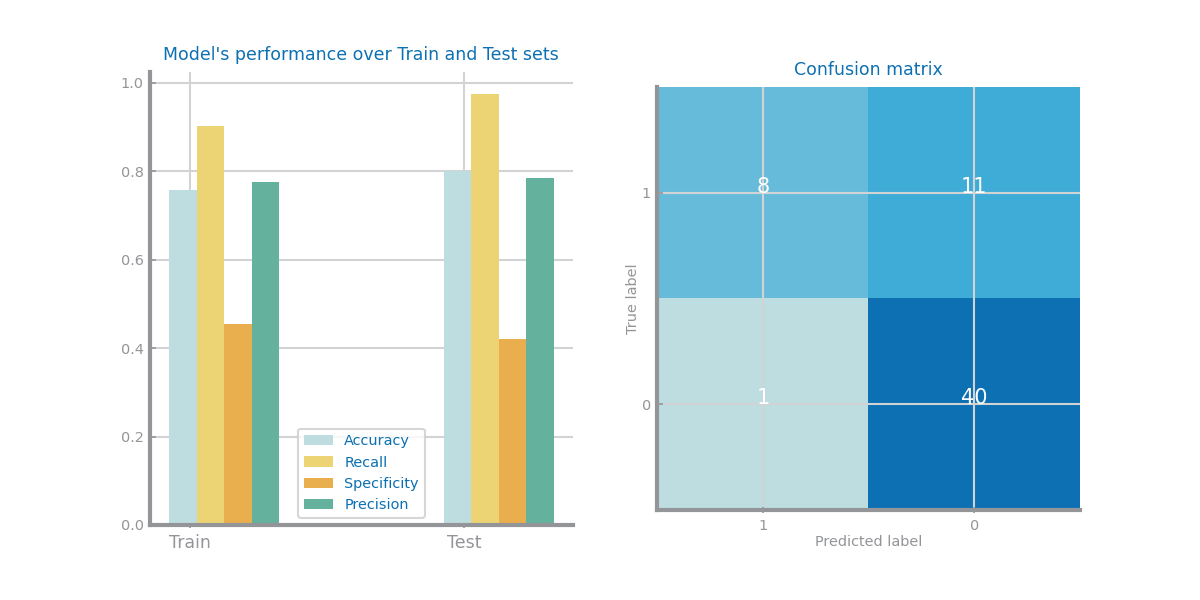 Model's performance over Train and Test sets
1.0
0.8
0.6
0.4
0.2
0.0
Accuracy
Recall
Specificity
Precision
Train Test
Confusion matrix
True label
1
0
8 11
1 40
1 0
Predicted label